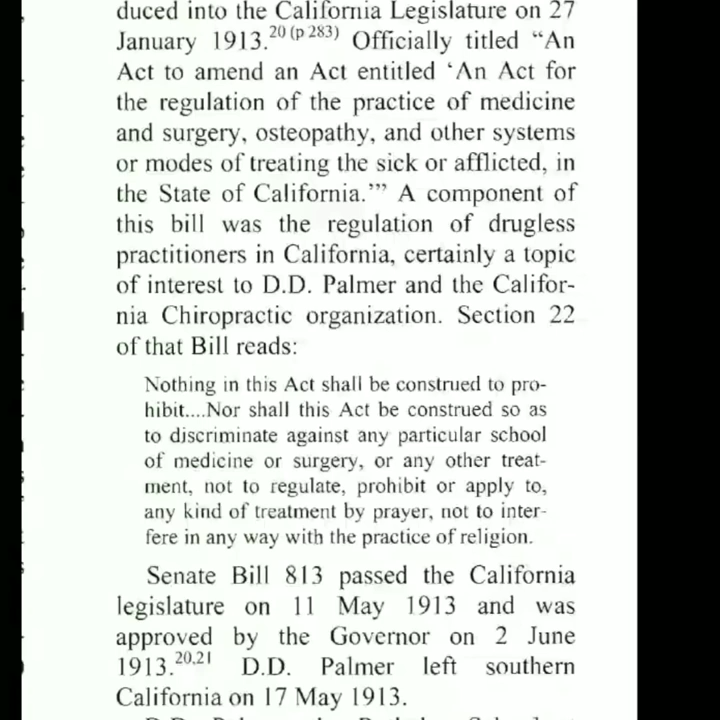 duced into the California Legislature on 27
January 1913.20 (p 283) Officially titled “An
Act to amend an Act entitled ‘An Act for
the regulation of the practice of medicine
and surgery, osteopathy, and other systems
or modes of treating the sick or afflicted, in
the State of California.’” A component of
this bill was the regulation of drugless
practitioners in California, certainly a topic
of interest to D.D. Palmer and the Califor-
nia Chiropractic organization. Section 22
of that Bill reads:
Nothing in this Act shall be construed to pro-
hibit....Nor shall this Act be construed so as
to discriminate against any particular school
of medicine or surgery, or any other treat-
ment, not to regulate, prohibit or apply to,
any kind of treatment by prayer, not to inter-
fere in any way with the practice of religion.
Senate Bill 813 passed the California
legislature on 11 May 1913 and was
approved by the Governor on 2 June
1913.20,21 D.D. Palmer left southern
California on 17 May 1913.